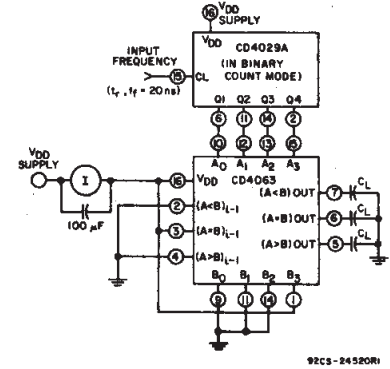 16 VDD SUPPLY
VDD
CD4029A
(IN BINARY COUNT MODE)
INPUT FREQUENCY
15 CL
(tr, tf = 20 ns)
Q1 Q2 Q3 Q4
6 11 14 2
10 12 13 15
A0 A1 A2 A3
VDD SUPPLY
I
100 µF
16 VDD
CD4063
2 (A<B)i-1
3 (A=B)i-1
4 (A>B)i-1
(A<B) OUT 7 CL
(A=B) OUT 6 CL
(A>B) OUT 5 CL
B0 B1 B2 B3
9 11 14 1
92CS-24520R1